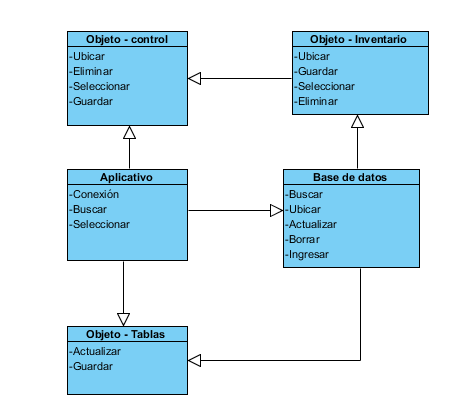 Objeto - control
-Ubicar
-Eliminar
-Seleccionar
-Guardar
Objeto - Inventario
-Ubicar
-Guardar
-Seleccionar
-Eliminar
Aplicativo
-Conexión
-Buscar
-Seleccionar
Base de datos
-Buscar
-Ubicar
-Actualizar
-Borrar
-Ingresar
Objeto - Tablas
-Actualizar
-Guardar